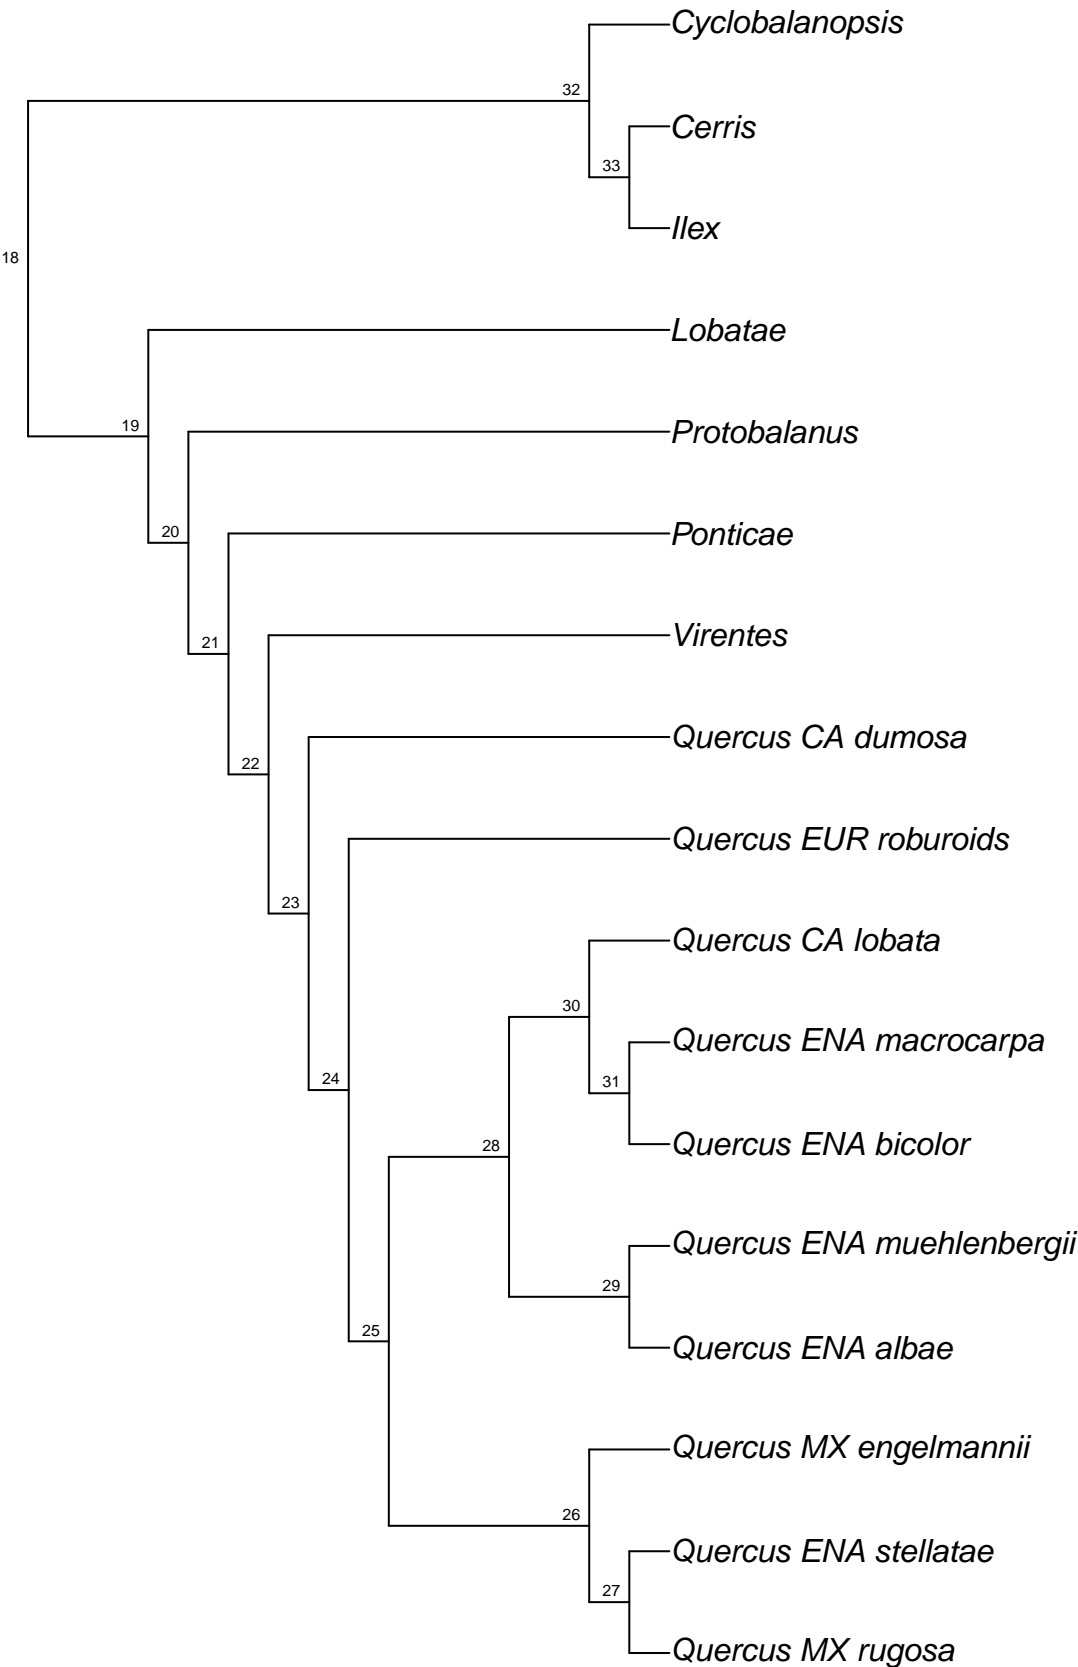 Cyclobalanopsis
32
Cerris
33
Ilex
18
Lobatae
19
Protobalanus
20
Ponticae
21
Virentes
22
Quercus CA dumosa
23
Quercus EUR roburoids
24
Quercus CA lobata
30
Quercus ENA macrocarpa
31
Quercus ENA bicolor
28
Quercus ENA muehlenbergii
29
Quercus ENA albae
25
Quercus MX engelmannii
26
Quercus ENA stellatae
27
Quercus MX rugosa